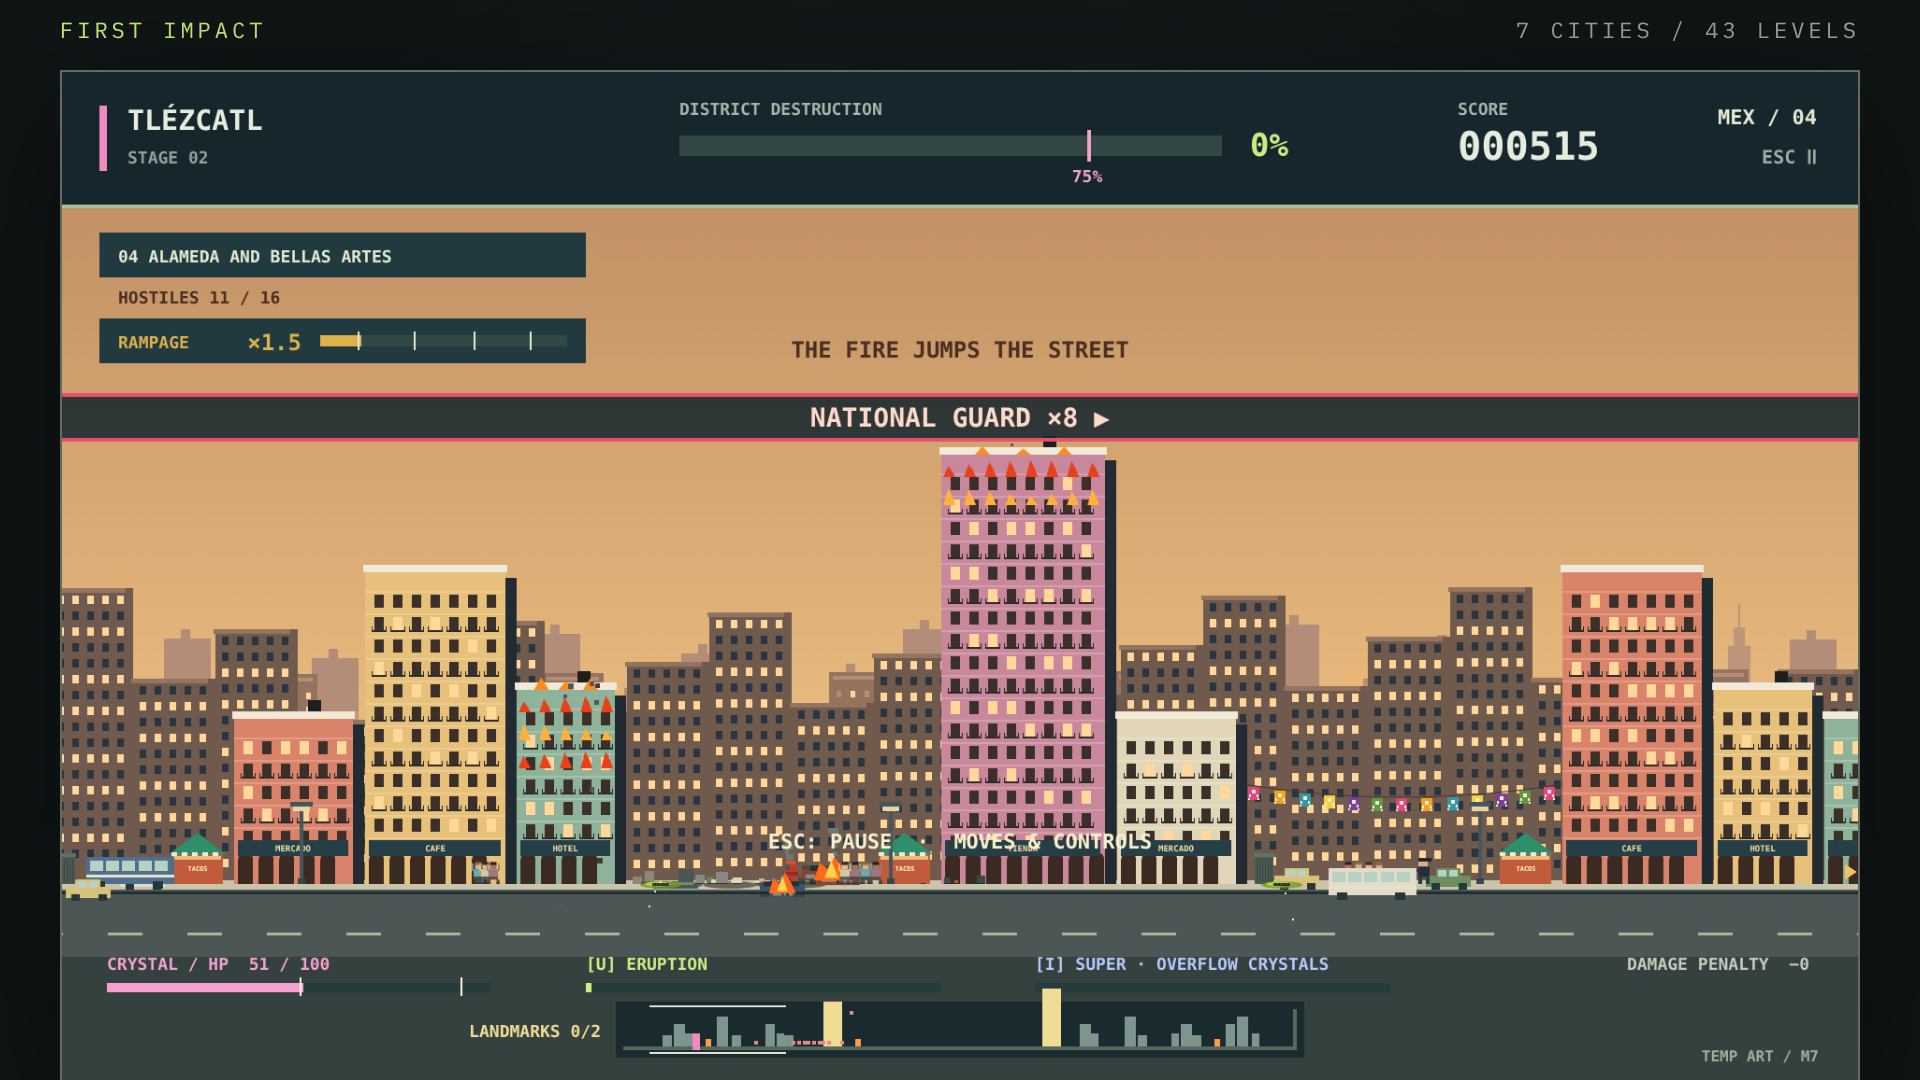 FIRST IMPACT
7 CITIES / 43 LEVELS
TLÉZCATL
STAGE 02
DISTRICT DESTRUCTION
0%
75%
SCORE
000515
MEX / 04
ESC II
04 ALAMEDA AND BELLAS ARTES
HOSTILES 11 / 16
RAMPAGE ×1.5
THE FIRE JUMPS THE STREET
NATIONAL GUARD ×8 ▶
ESC: PAUSE
MOVES & CONTROLS
MERCADO
CAFE
HOTEL
TIENDA
MERCADO
CAFE
HOTEL
TACOS
TACOS
TACOS
CRYSTAL / HP 51 / 100
[U] ERUPTION
[I] SUPER · OVERFLOW CRYSTALS
DAMAGE PENALTY −0
LANDMARKS 0/2
TEMP ART / M7